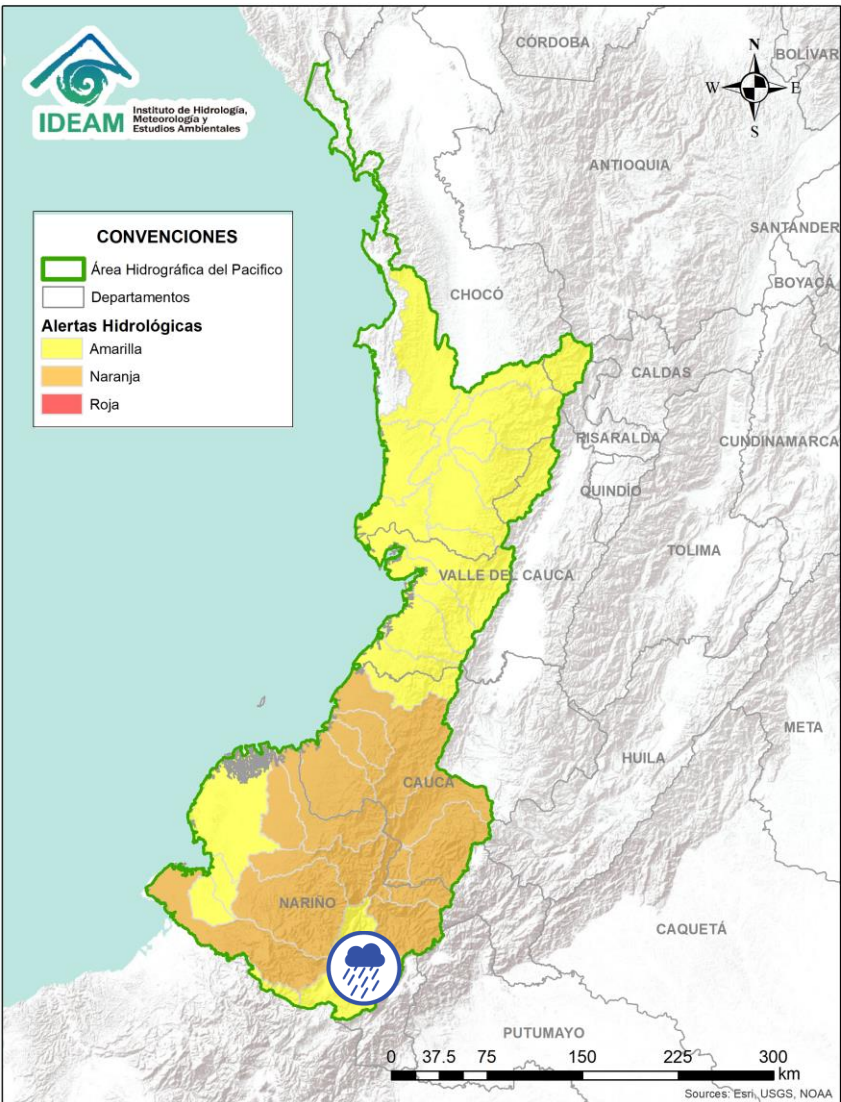 IDEAM
Instituto de Hidrología,
Meteorología y
Estudios Ambientales
N
W
E
S
CÓRDOBA
BOLÍVAR
ANTIOQUIA
SANTANDER
BOYACÁ
CHOCÓ
CALDAS
RISARALDA
CUNDINAMARCA
QUINDÍO
TOLIMA
VALLE DEL CAUCA
META
HUILA
CAUCA
NARIÑO
CAQUETÁ
PUTUMAYO
CONVENCIONES
Área Hidrográfica del Pacifico
Departamentos
Alertas Hidrológicas
Amarilla
Naranja
Roja
0 37.5 75 150 225 300
km
Sources: Esri, USGS, NOAA